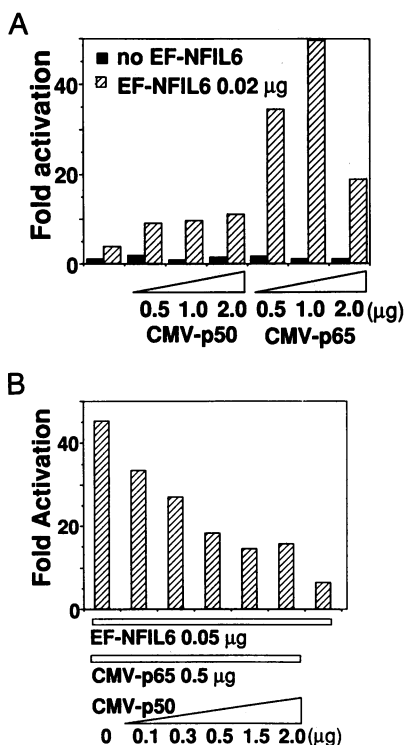 A
no EF-NFIL6
EF-NFIL6 0.02 μg
Fold activation
40
20
0
0.5 1.0 2.0 0.5 1.0 2.0 (μg)
CMV-p50 CMV-p65
B
Fold Activation
40
20
0
EF-NFIL6 0.05 μg
CMV-p65 0.5 μg
CMV-p50
0 0.1 0.3 0.5 1.5 2.0 (μg)